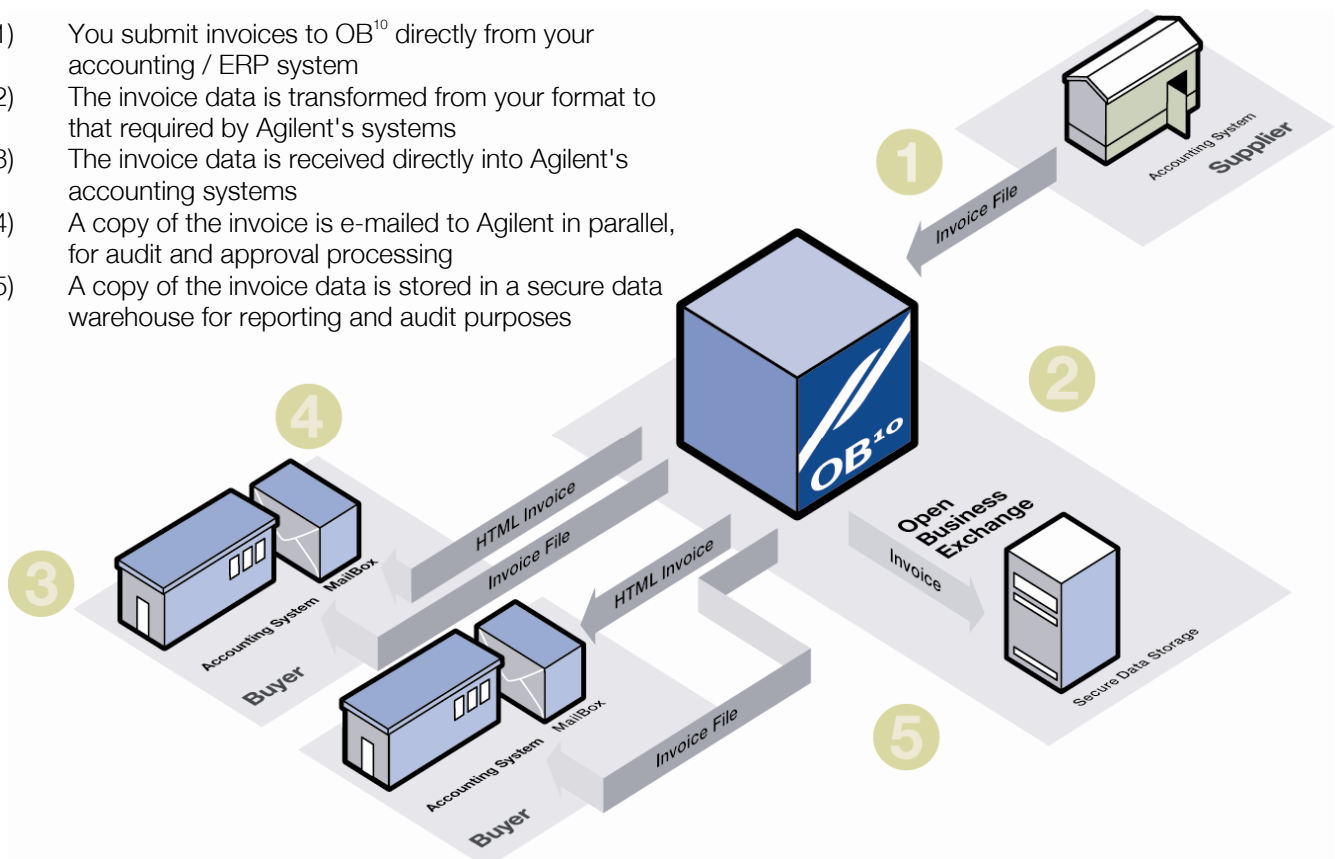 1) You submit invoices to OB10 directly from your
accounting / ERP system
2) The invoice data is transformed from your format to
that required by Agilent's systems
3) The invoice data is received directly into Agilent's
accounting systems
4) A copy of the invoice is e-mailed to Agilent in parallel,
for audit and approval processing
5) A copy of the invoice data is stored in a secure data
warehouse for reporting and audit purposes
1
Accounting System
Supplier
Invoice File
2
OB10
Open
Business
Exchange
Invoice
Secure Data Storage
4
HTML Invoice
Invoice File
3
MailBox
Accounting System
Buyer
HTML Invoice
Invoice File
MailBox
Accounting System
Buyer
5